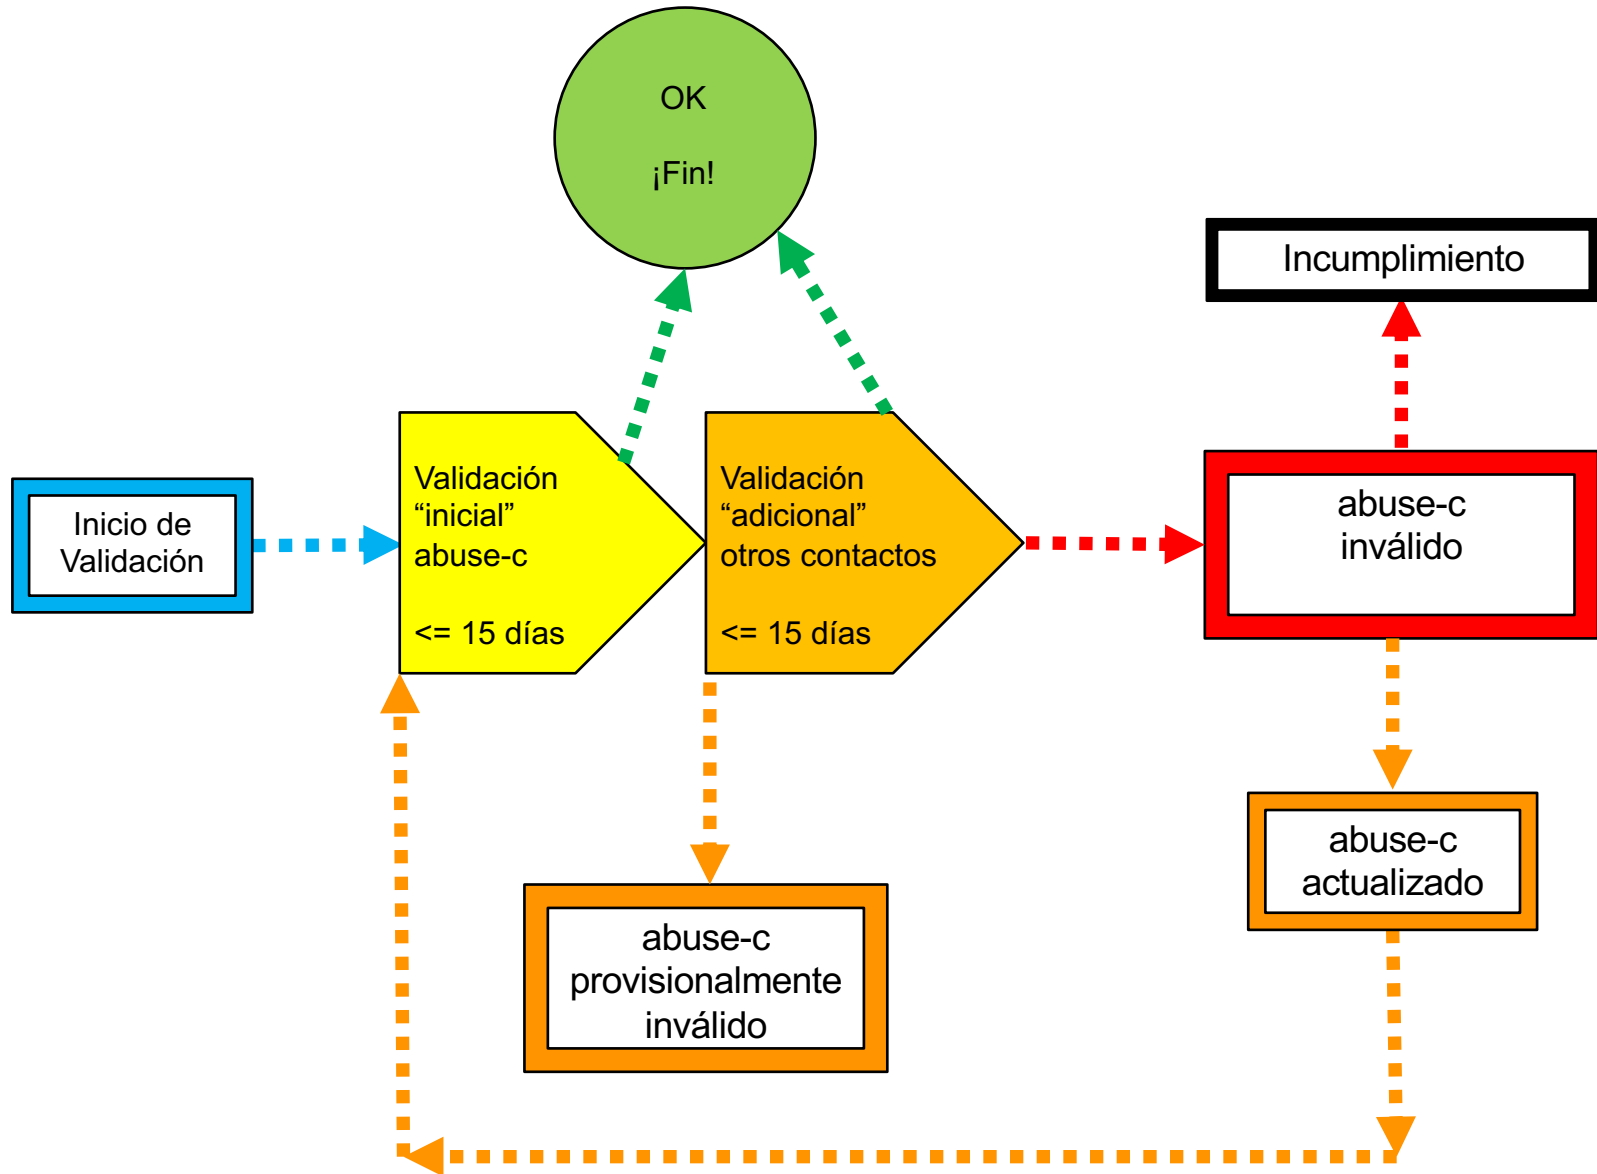 OK
¡Fin!
Incumplimiento
Inicio de
Validación
Validación
“inicial”
abuse-c
<= 15 días
Validación
“adicional”
otros contactos
<= 15 días
abuse-c
inválido
abuse-c
provisionalmente
inválido
abuse-c
actualizado